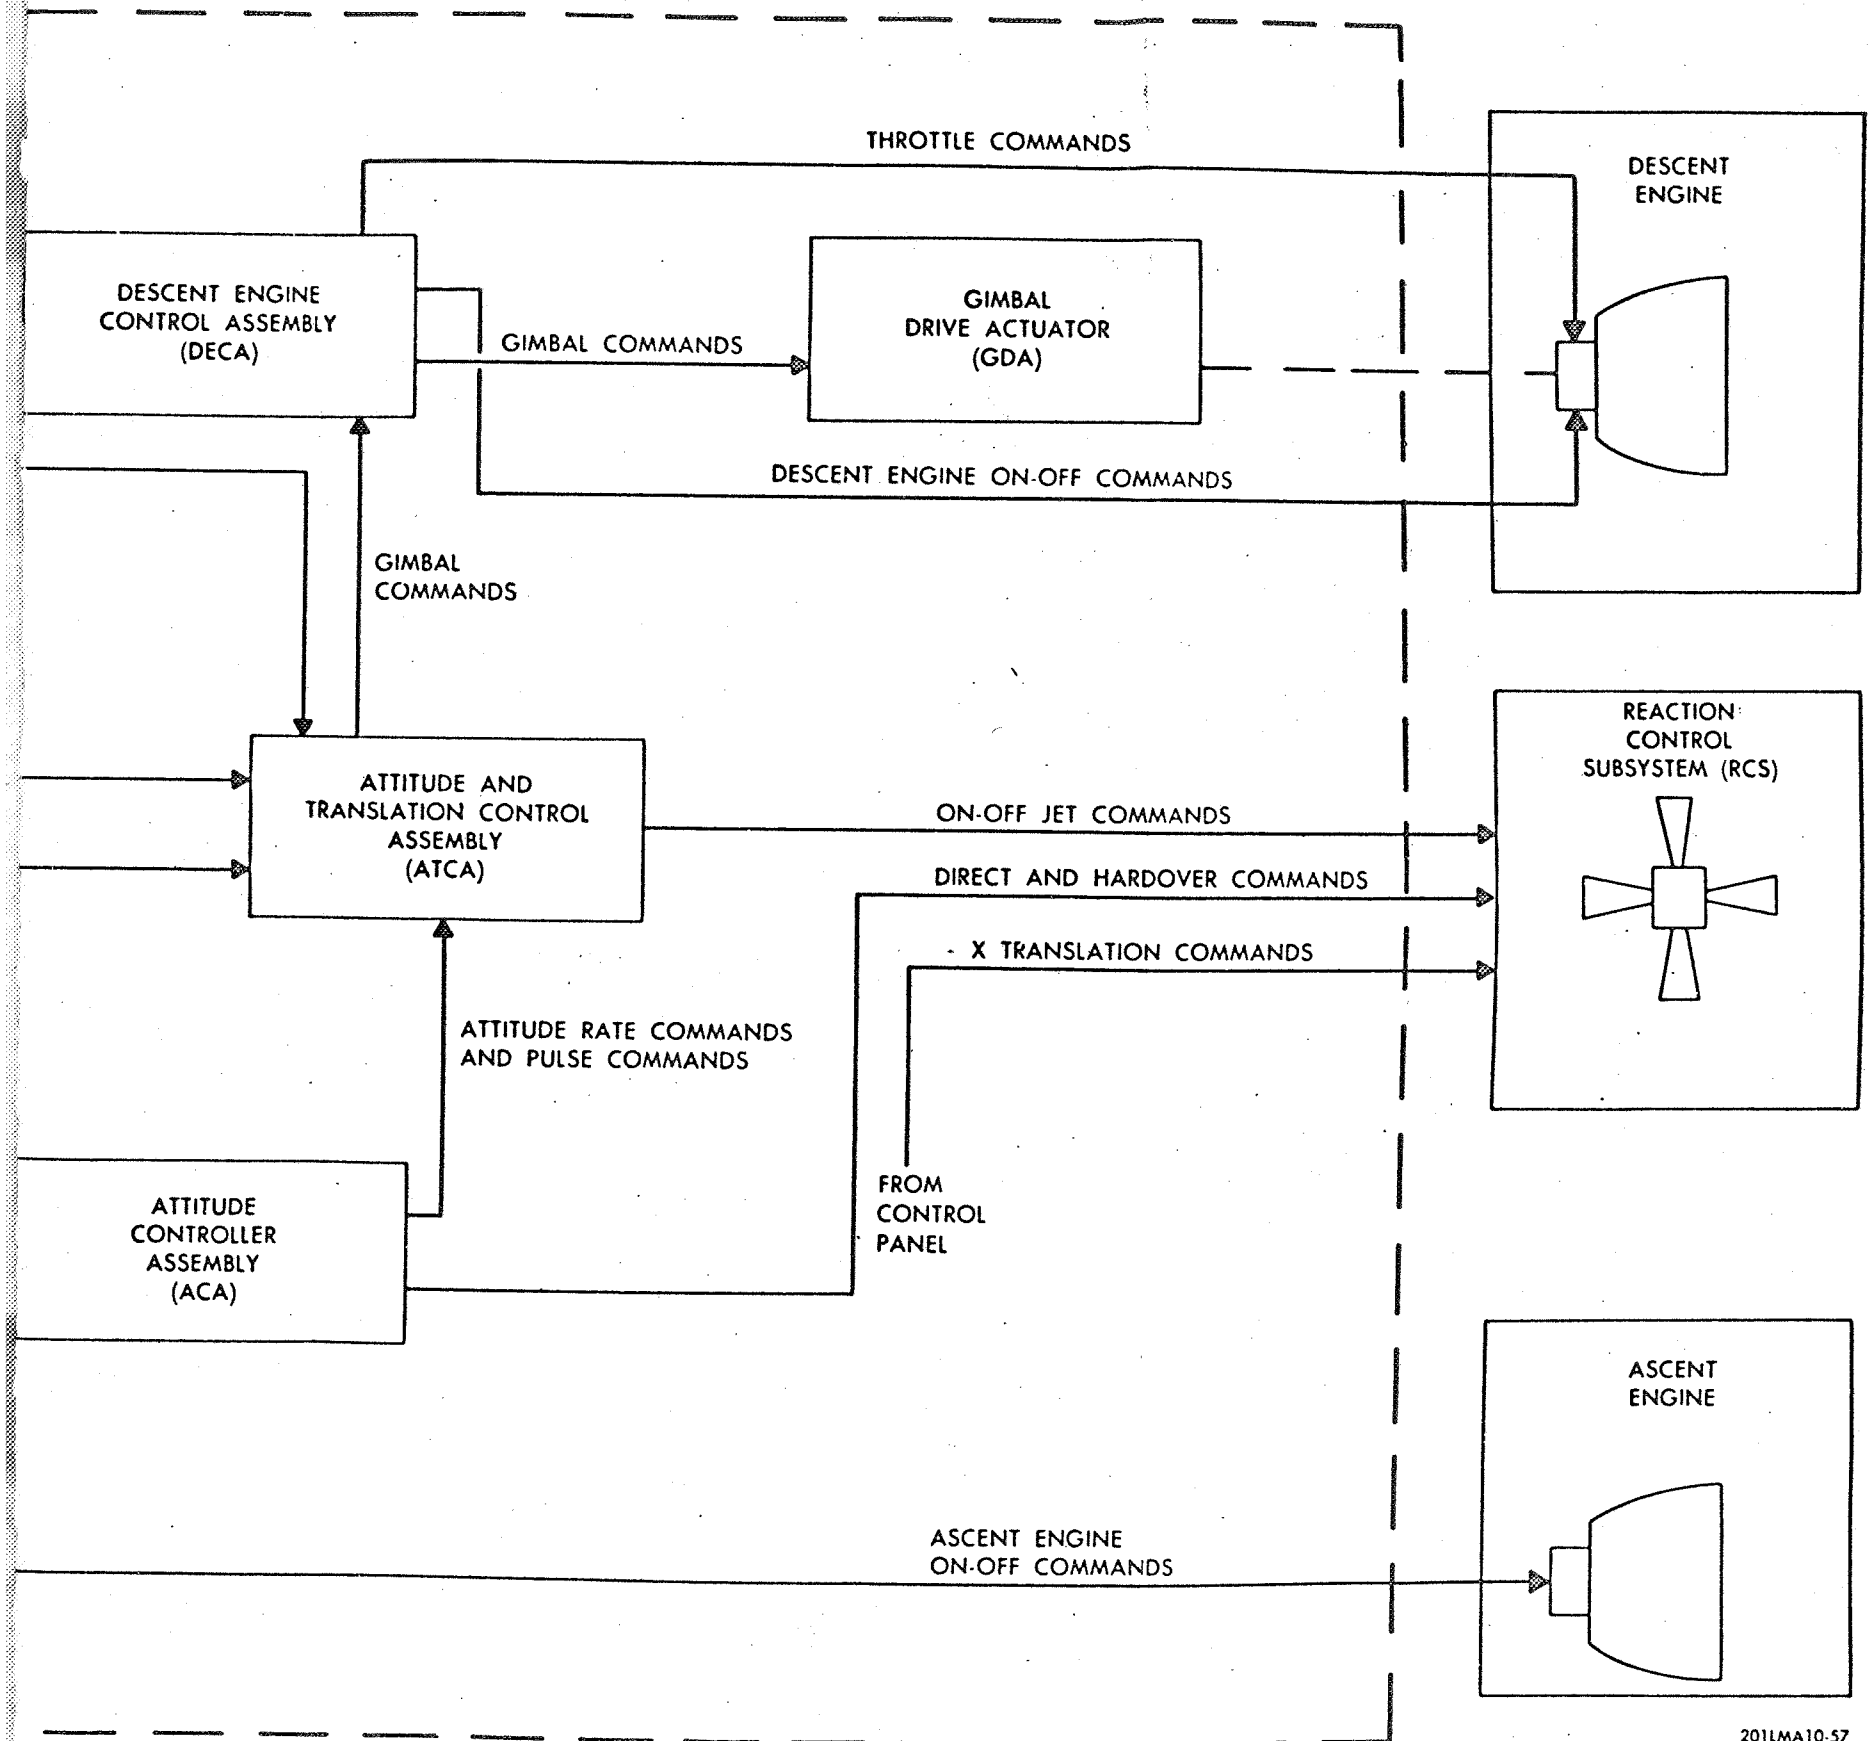 THROTTLE COMMANDS
DESCENT
ENGINE
DESCENT ENGINE
CONTROL ASSEMBLY
(DECA)
GIMBAL COMMANDS
GIMBAL
DRIVE ACTUATOR
(GDA)
DESCENT ENGINE ON-OFF COMMANDS
GIMBAL
COMMANDS
REACTION
CONTROL
SUBSYSTEM (RCS)
ATTITUDE AND
TRANSLATION CONTROL
ASSEMBLY
(ATCA)
ON-OFF JET COMMANDS
DIRECT AND HARDOVER COMMANDS
X TRANSLATION COMMANDS
ATTITUDE RATE COMMANDS
AND PULSE COMMANDS
FROM
CONTROL
PANEL
ATTITUDE
CONTROLLER
ASSEMBLY
(ACA)
ASCENT
ENGINE
ASCENT ENGINE
ON-OFF COMMANDS
201LMA10-57